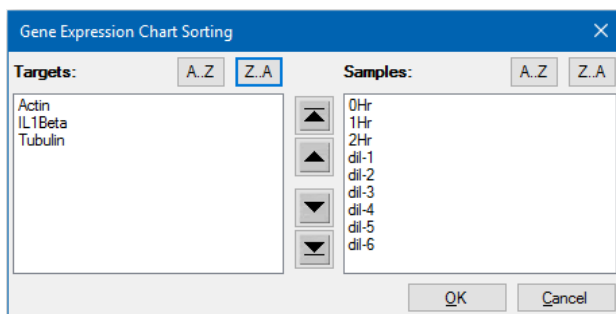 Gene Expression Chart Sorting
Targets: A..Z Z..A Samples: A..Z Z..A
Actin
IL1Beta
Tubulin
0Hr
1Hr
2Hr
dil-1
dil-2
dil-3
dil-4
dil-5
dil-6
OK Cancel